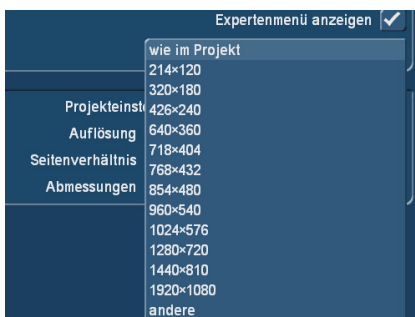 Expertenmenü anzeigen
wie im Projekt
214×120
320×180
Projekteinst
426×240
Auflösung
640×360
718×404
Seitenverhältnis
768×432
Abmessungen
854×480
960×540
1024×576
1280×720
1440×810
1920×1080
andere